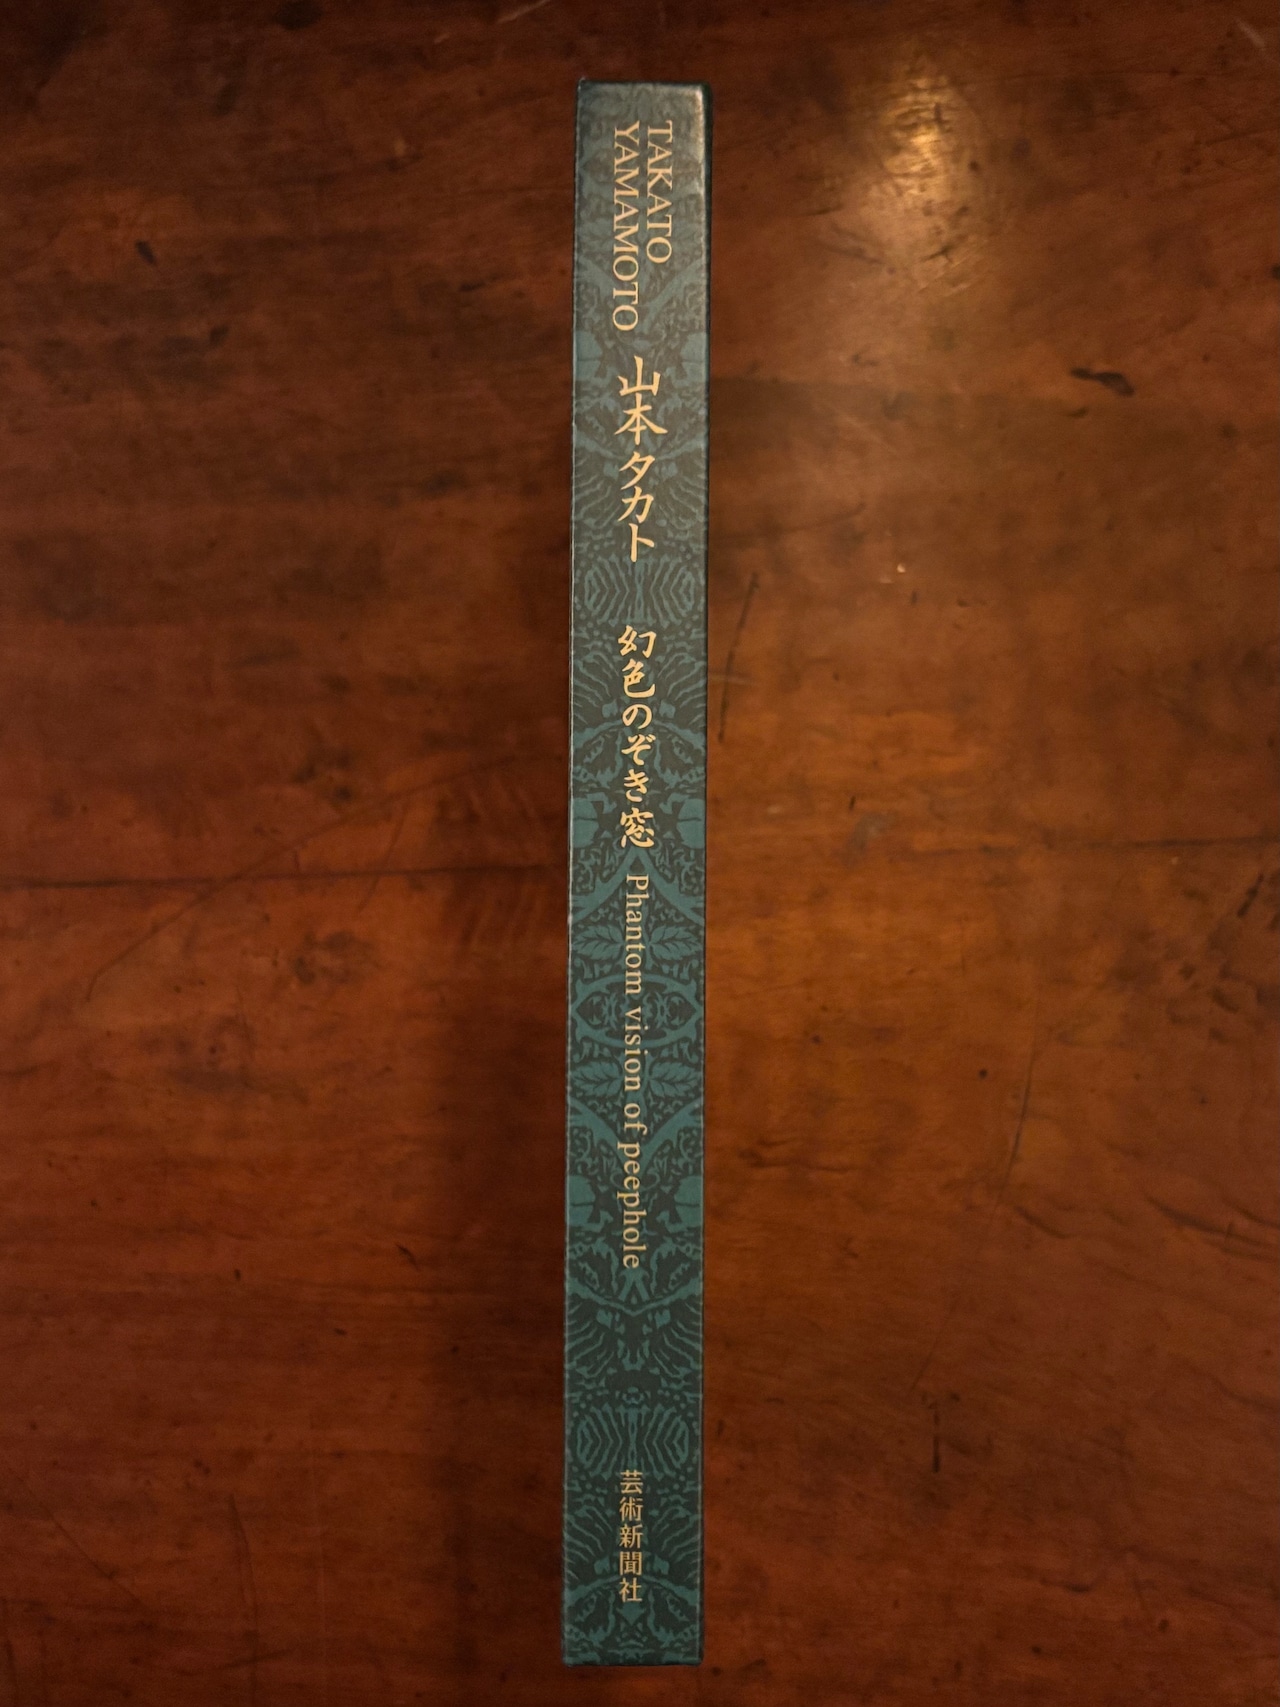 TAKATO
YAMAMOTO
山本タカト
幻色のぞき窓
Phantom vision of peephole
芸術新聞社